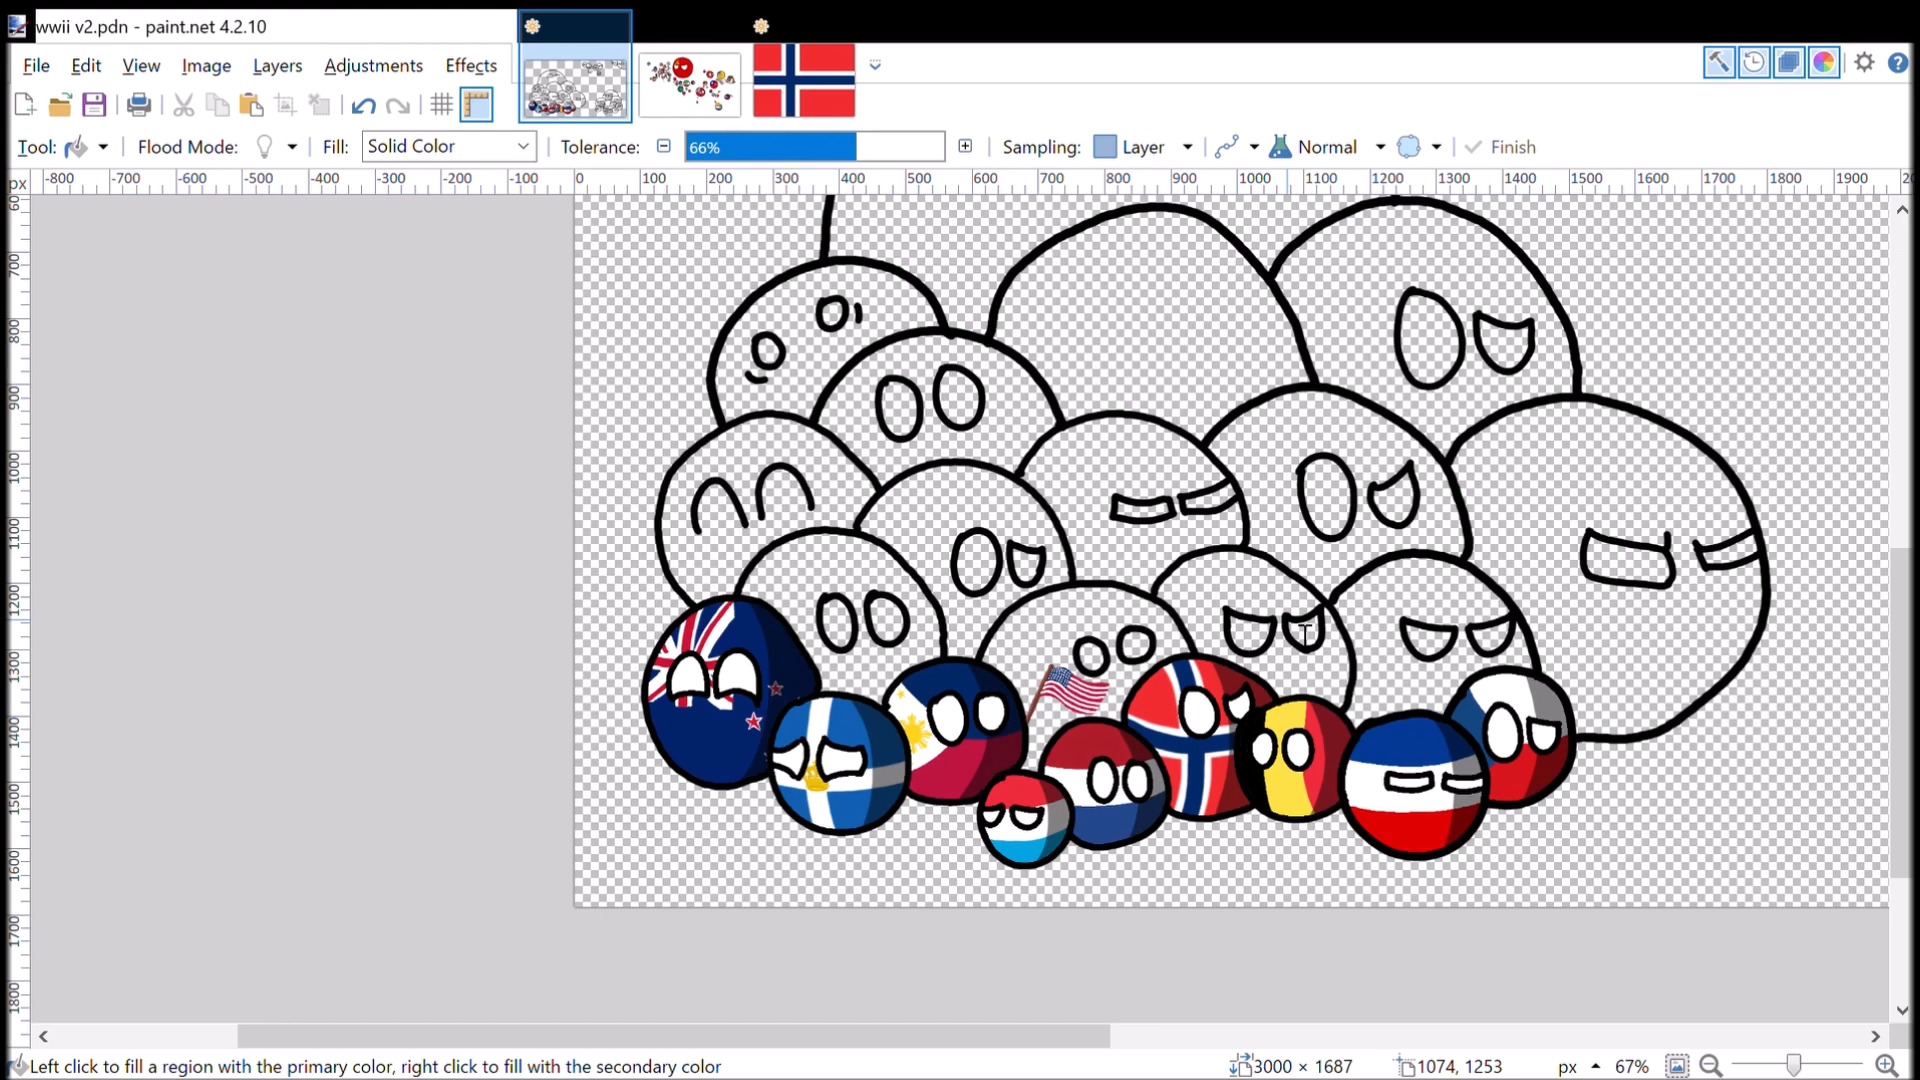 wwii v2.pdn - paint.net 4.2.10
File Edit View Image Layers Adjustments Effects
Tool: Flood Mode: Fill: Solid Color Tolerance: 66% Sampling: Layer Normal Finish
px -800 -700 -600 -500 -400 -300 -200 -100 0 100 200 300 400 500 600 700 800 900 1000 1100 1200 1300 1400 1500 1600 1700 1800 1900
700
800
900
1000
1100
1200
1300
1400
1500
1600
1700
1800
Left click to fill a region with the primary color, right click to fill with the secondary color 3000 × 1687 1074, 1253 px 67%